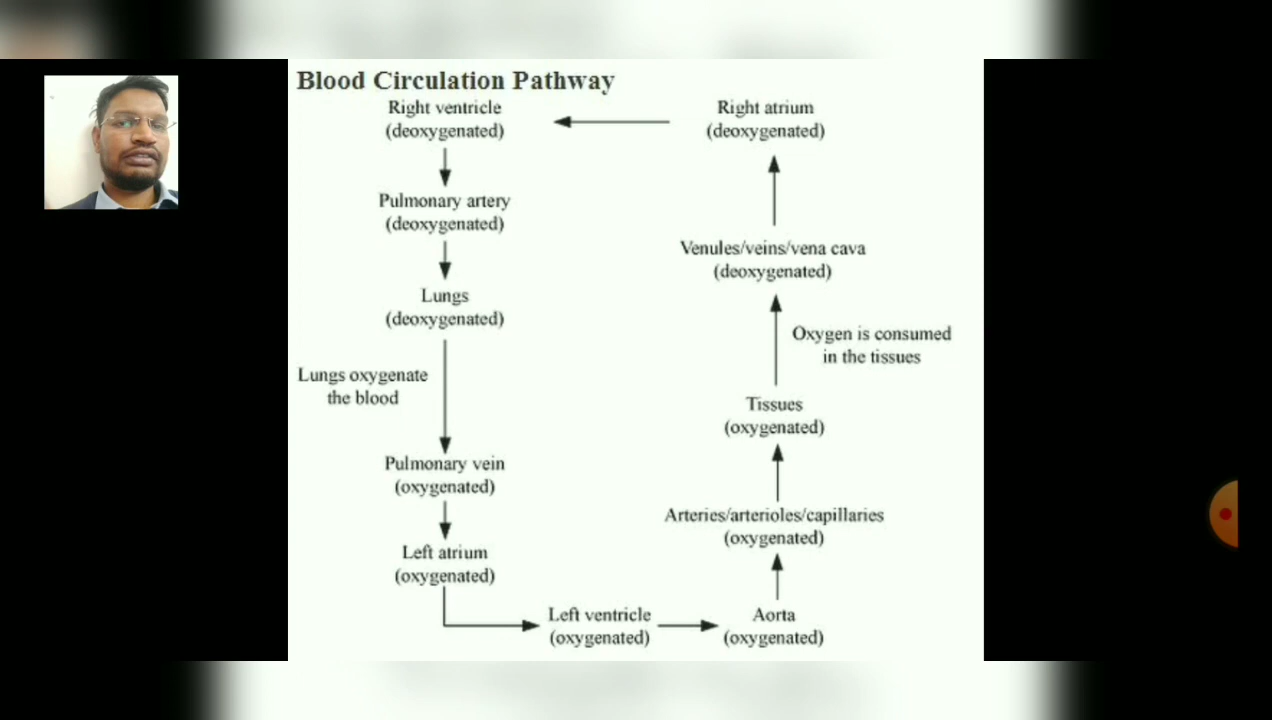 Blood Circulation Pathway
Right ventricle
(deoxygenated)
Pulmonary artery
(deoxygenated)
Lungs
(deoxygenated)
Lungs oxygenate
the blood
Pulmonary vein
(oxygenated)
Left atrium
(oxygenated)
Left ventricle
(oxygenated)
Aorta
(oxygenated)
Arteries/arterioles/capillaries
(oxygenated)
Tissues
(oxygenated)
Oxygen is consumed
in the tissues
Venules/veins/vena cava
(deoxygenated)
Right atrium
(deoxygenated)